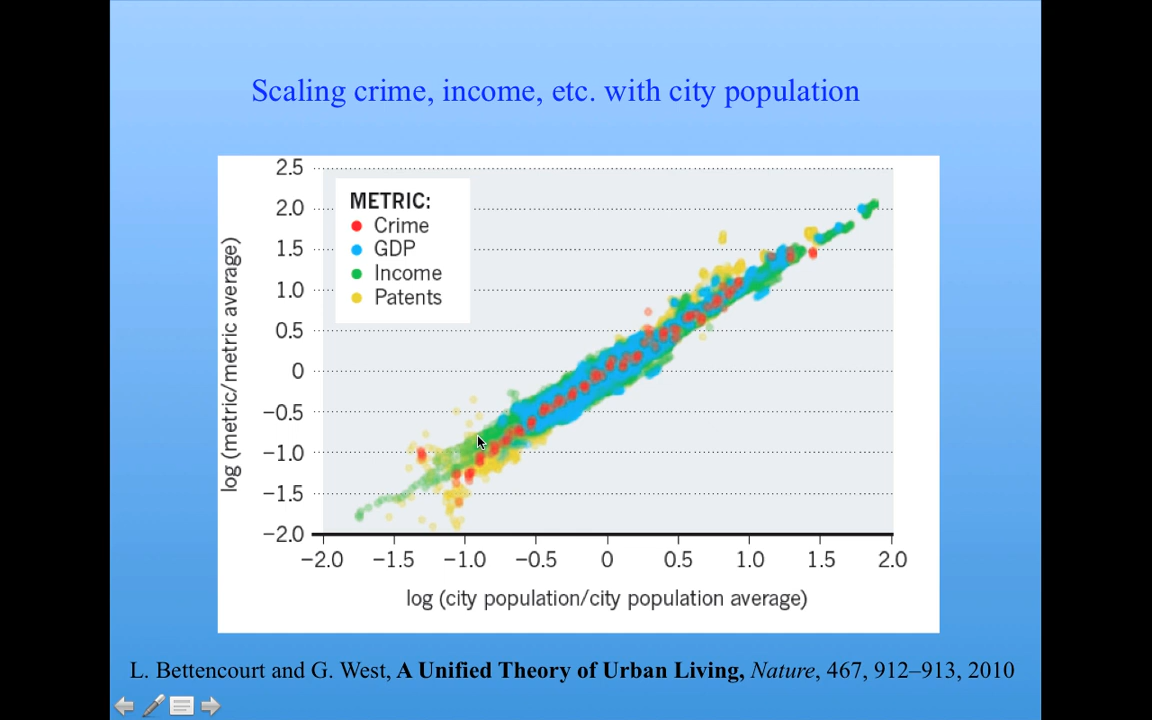 Scaling crime, income, etc. with city population
2.5
2.0
1.5
1.0
0.5
0
−0.5
−1.0
−1.5
−2.0
METRIC:
Crime
GDP
Income
Patents
log (metric/metric average)
−2.0 −1.5 −1.0 −0.5 0 0.5 1.0 1.5 2.0
log (city population/city population average)
L. Bettencourt and G. West, A Unified Theory of Urban Living, Nature, 467, 912–913, 2010